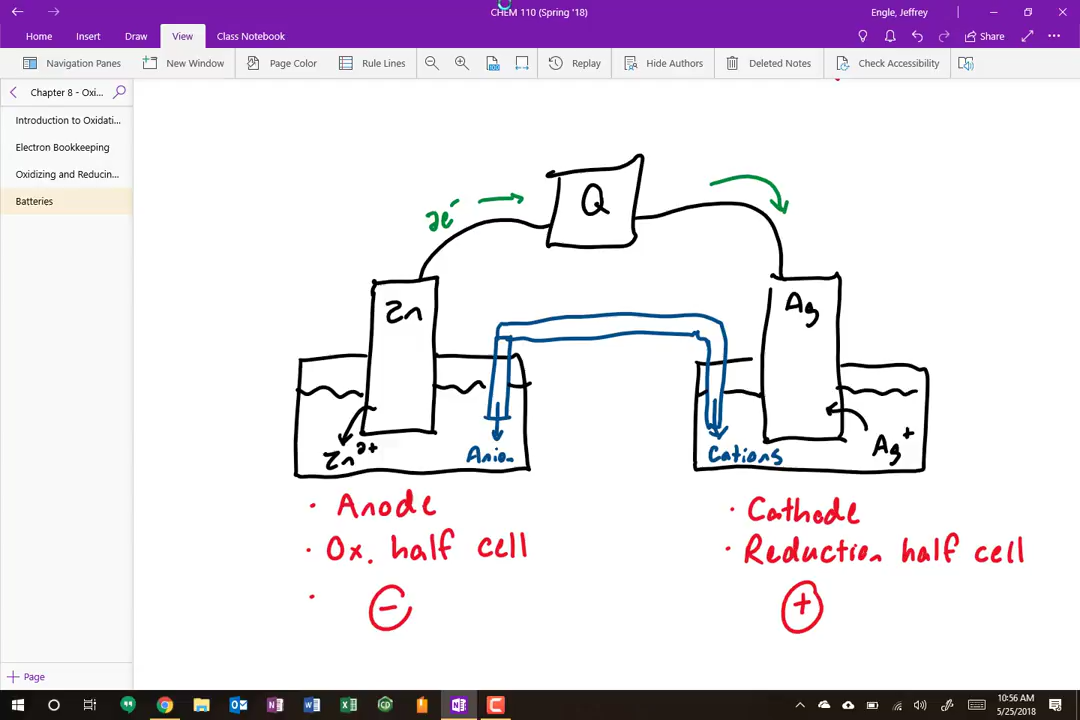 CHEM 110 (Spring '18)
Engle, Jeffrey
Home Insert Draw View Class Notebook
Share
Navigation Panes New Window Page Color Rule Lines 100 Replay Hide Authors Deleted Notes Check Accessibility
Chapter 8 - Oxi...
Introduction to Oxidati...
Electron Bookkeeping
Oxidizing and Reducin...
Batteries
Q
2e⁻
Zn
Ag
Zn²⁺
Anion
Cations
Ag⁺
· Anode
· Cathode
· Ox. half cell
· Reduction half cell
· −
+
+ Page
10:56 AM
5/25/2018